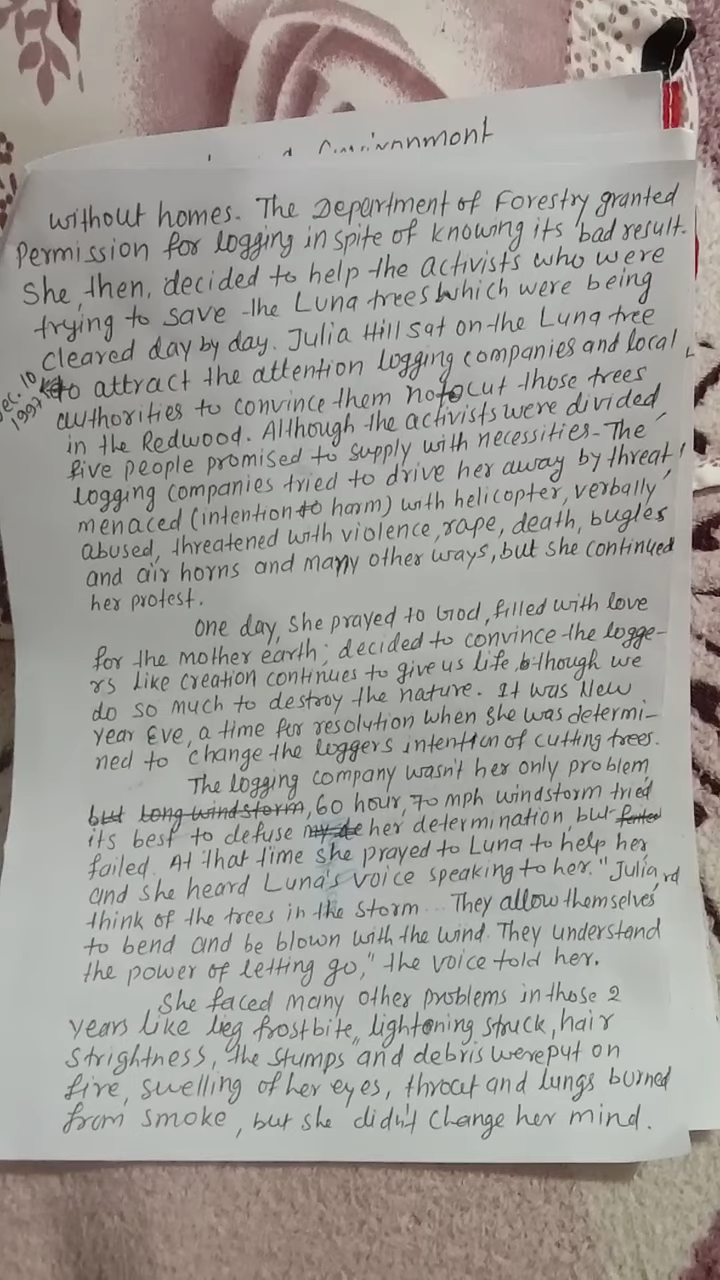 without homes. The Department of Forestry granted
Permission for logging in spite of knowing its bad result.
She, then, decided to help the activists who were
trying to save the Luna trees which were being
cleared day by day. Julia Hill sat on the Luna tree
Dec. 10 1997
to attract the attention logging companies and local
authorities to convince them not to cut those trees
in the Redwood. Although the activists were divided,
five people promised to supply with necessities. The
logging companies tried to drive her away by threat,
menaced (intention to harm) with helicopter, verbally
abused, threatened with violence, rape, death, bugles
and air horns and many other ways, but she continued
her protest.
One day, she prayed to God, filled with love
for the mother earth; decided to convince the logge-
rs like creation continues to give us life, though we
do so much to destroy the nature. It was New
Year Eve, a time for resolution when she was determi-
ned to change the loggers intention of cutting trees.
The logging company wasn't her only problem
but long windstorm, 60 hour, 70 mph windstorm tried
its best to defuse her determination, but failed
failed. At that time she prayed to Luna to help her
and she heard Luna's voice speaking to her. "Julia,
think of the trees in the storm... They allow themselves
to bend and be blown with the wind. They understand
the power of letting go," the voice told her.
She faced many other problems in those 2
years like leg frostbite, lightening struck, hair
strightness, the stumps and debris were put on
fire, swelling of her eyes, throat and lungs burned
from smoke, but she didn't change her mind.